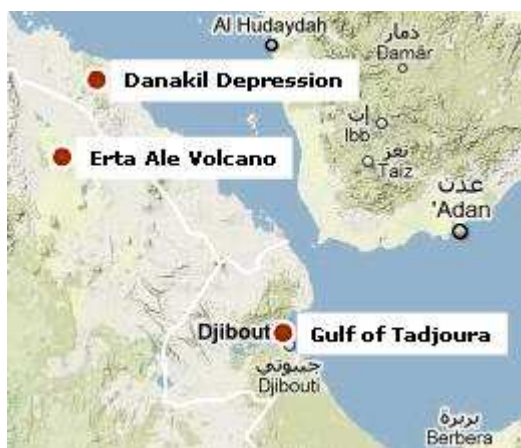 Al Hudaydah
ذمار
Damār
Danakil Depression
إب
Ibb
تعز
Taiz
Erta Ale Volcano
عدن
'Adan
Djibout
Gulf of Tadjoura
جيبوتي
Djibouti
بربرة
Berbera